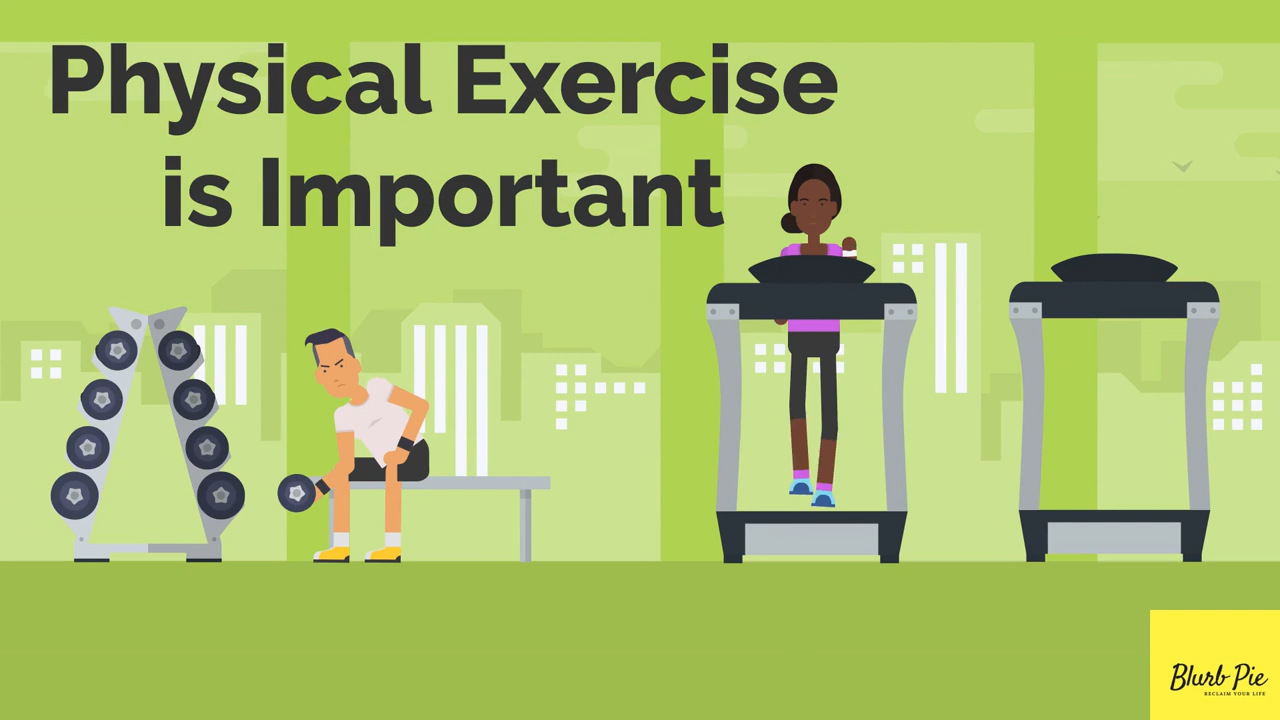 Physical Exercise
is Important
Blurb Pie
RECLAIM YOUR LIFE